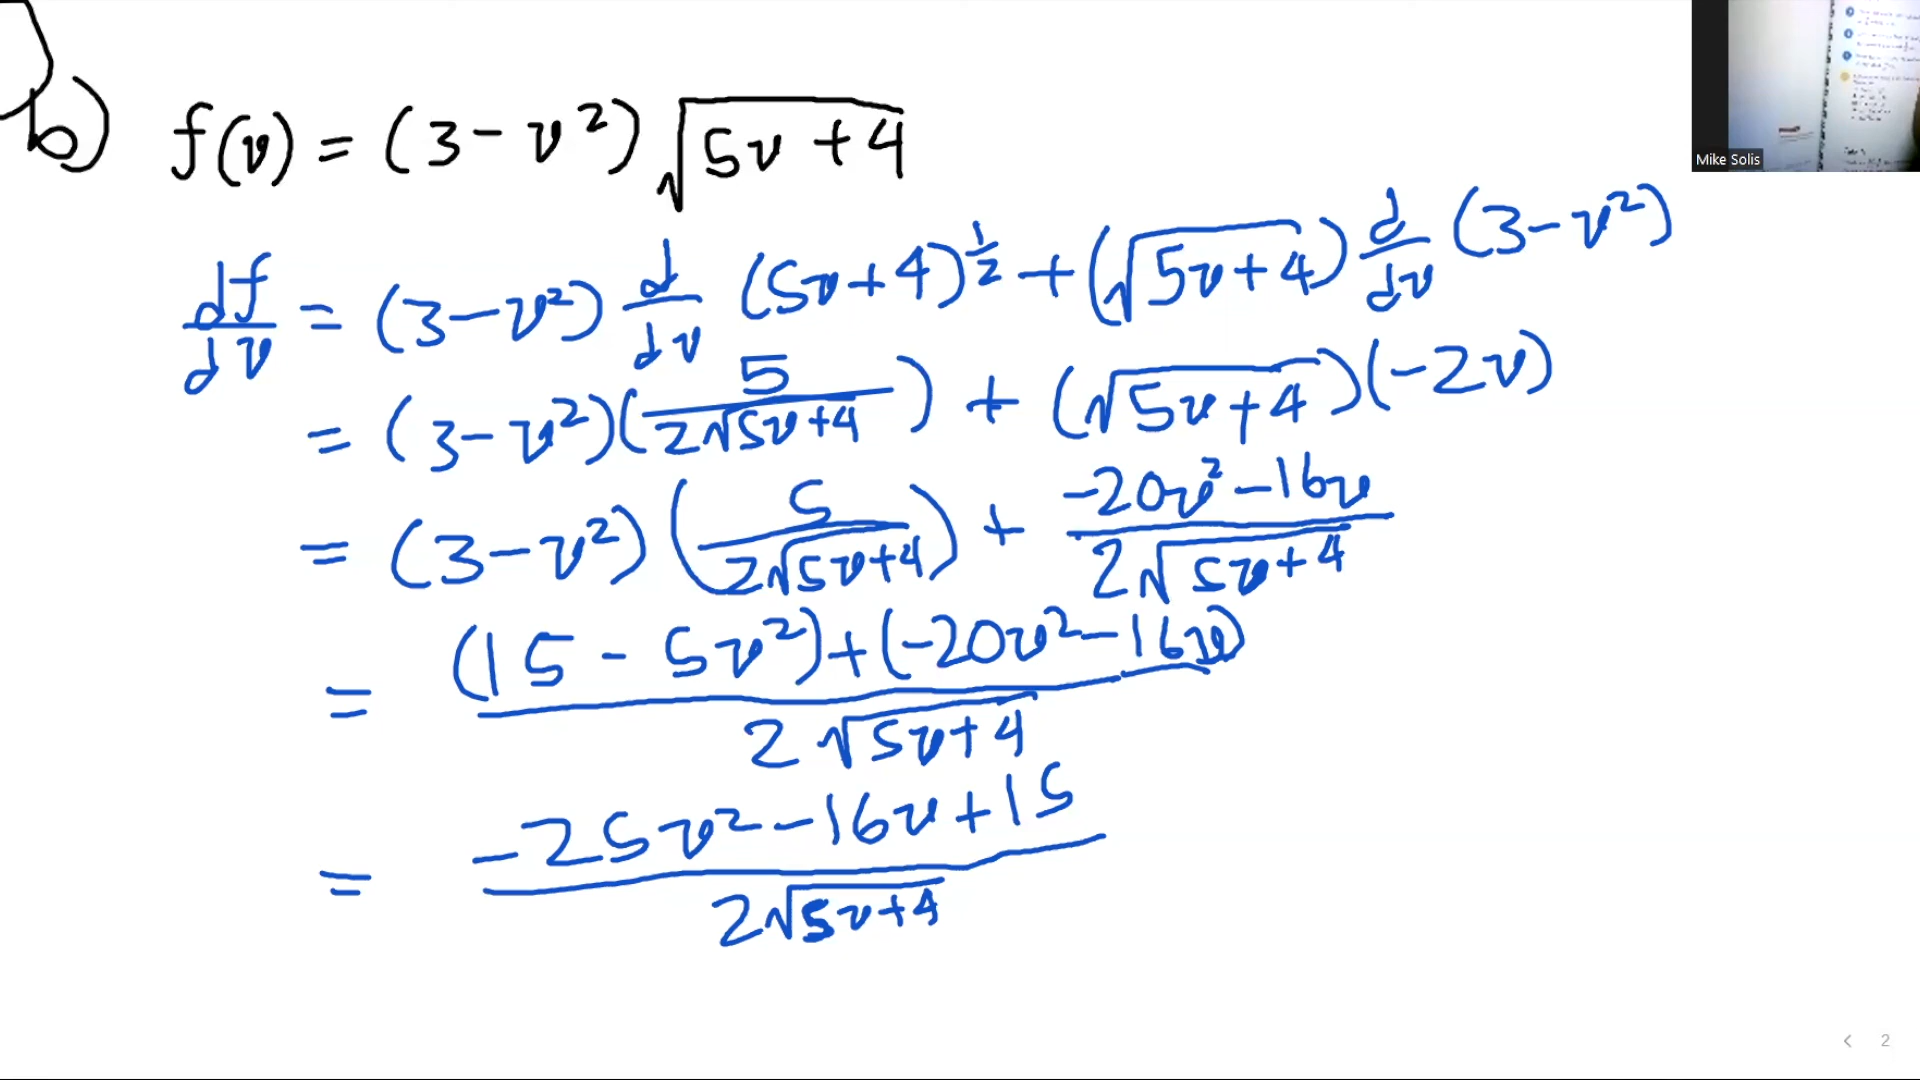 b) f(v) = (3-v²)√(5v+4)
df/dv = (3-v²) d/dv (5v+4)^(1/2) + (√(5v+4)) d/dv (3-v²)
= (3-v²)(5/(2√(5v+4))) + (√(5v+4))(-2v)
= (3-v²)(5/(2√(5v+4))) + (-20v²-16v)/(2√(5v+4))
= ((15-5v²)+(-20v²-16v))/(2√(5v+4))
= (-25v²-16v+15)/(2√(5v+4))
Mike Solis
< 2